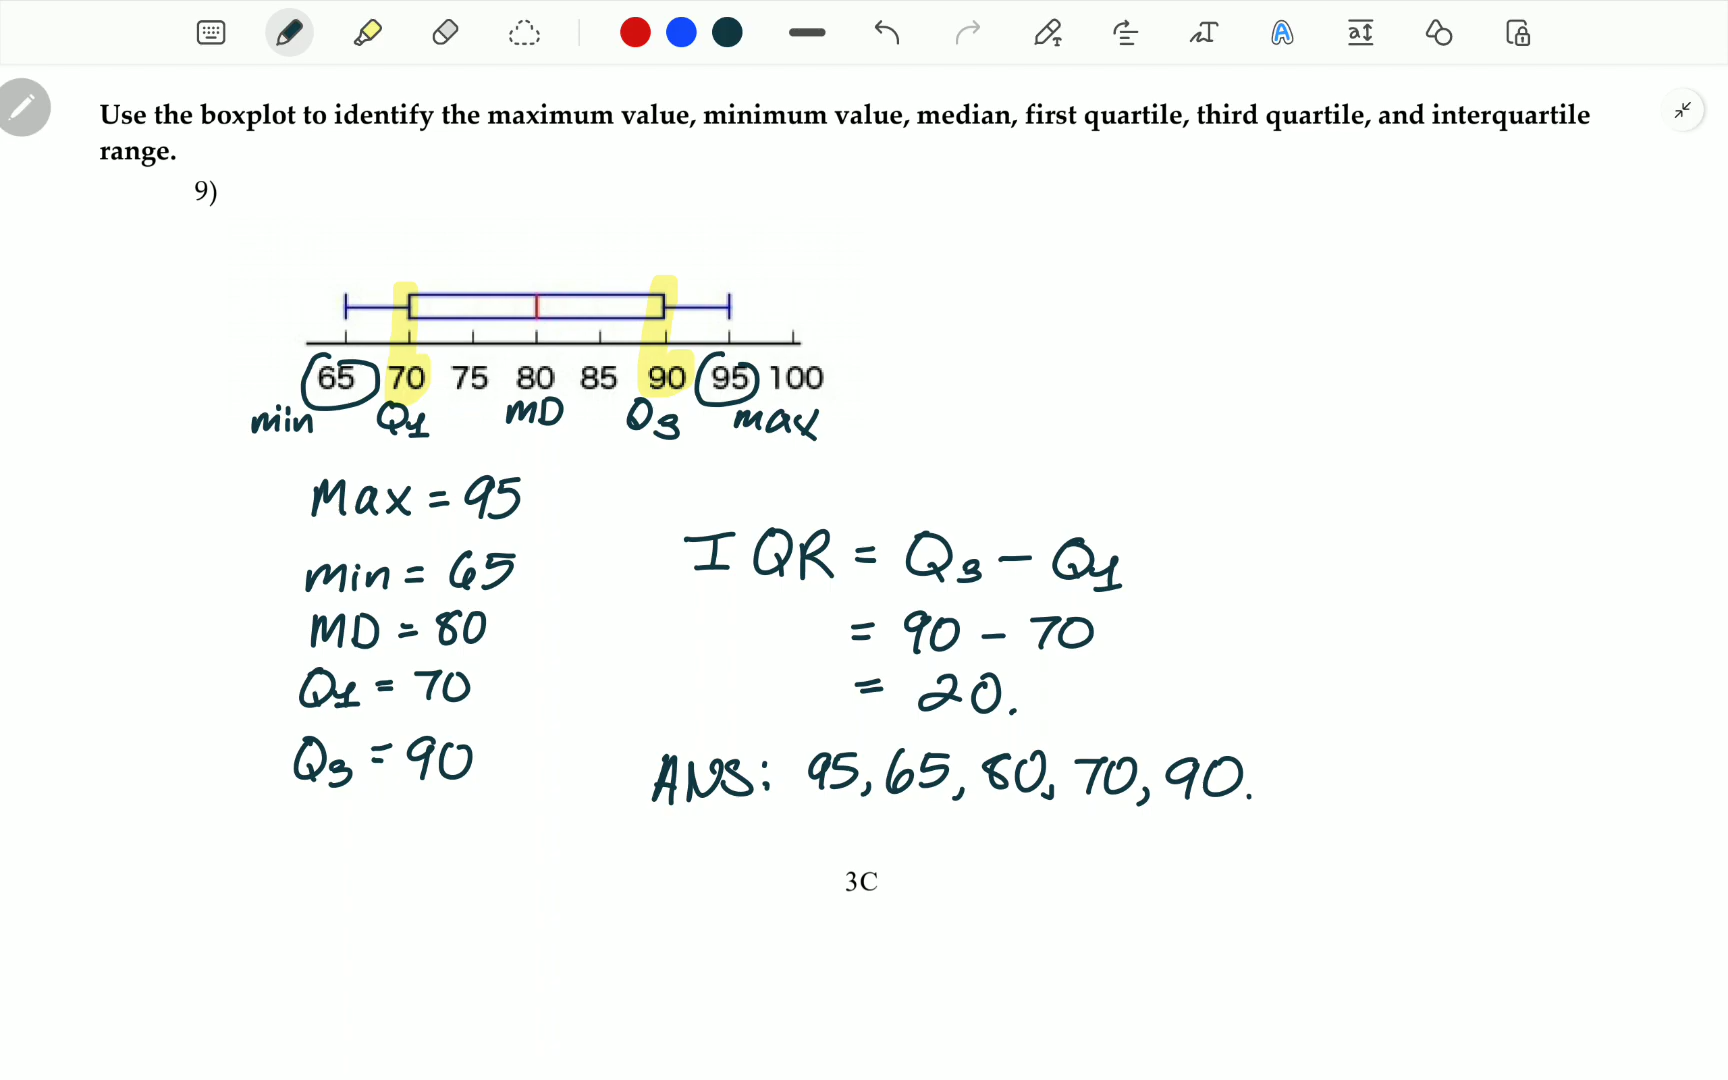 Use the boxplot to identify the maximum value, minimum value, median, first quartile, third quartile, and interquartile
range.
9)
65 70 75 80 85 90 95 100
min Q1 MD Q3 max
Max = 95
min = 65
MD = 80
Q1 = 70
Q3 = 90
IQR = Q3 - Q1
= 90 - 70
= 20.
ANS: 95, 65, 80, 70, 90.
3C